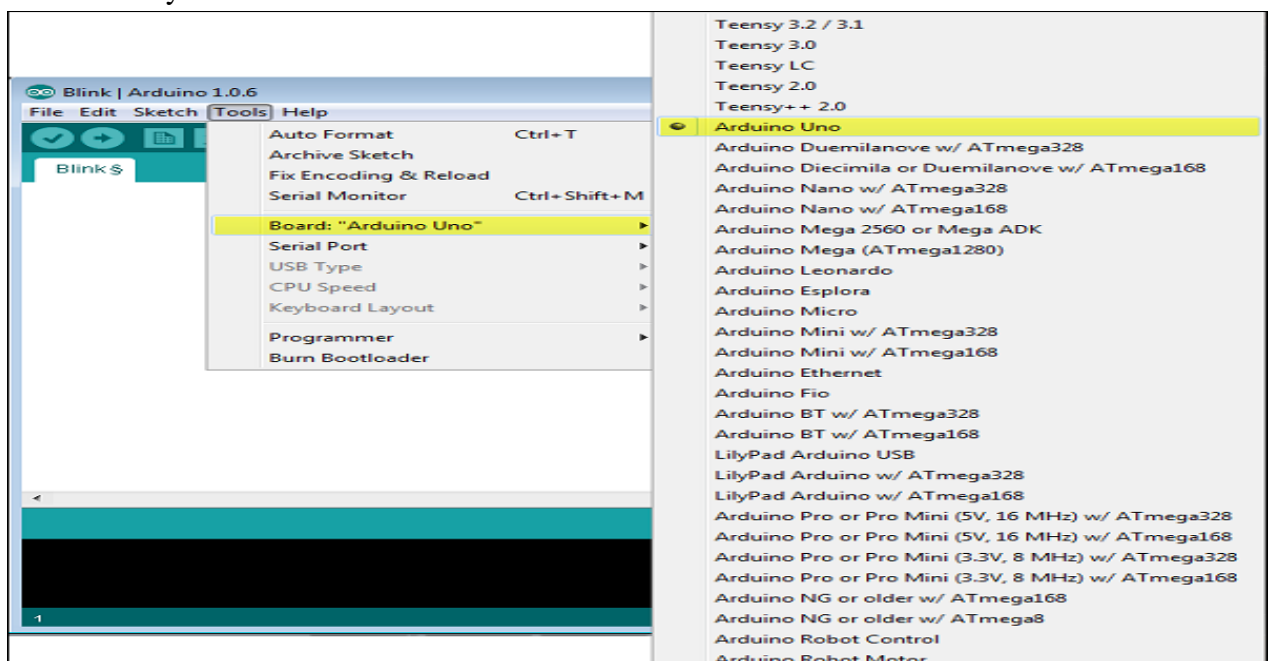 Blink | Arduino 1.0.6
File Edit Sketch Tools Help
Blink §
Auto Format Ctrl+T
Archive Sketch
Fix Encoding & Reload
Serial Monitor Ctrl+Shift+M
Board: "Arduino Uno"
Serial Port
USB Type
CPU Speed
Keyboard Layout
Programmer
Burn Bootloader
1
Teensy 3.2 / 3.1
Teensy 3.0
Teensy LC
Teensy 2.0
Teensy++ 2.0
Arduino Uno
Arduino Duemilanove w/ ATmega328
Arduino Diecimila or Duemilanove w/ ATmega168
Arduino Nano w/ ATmega328
Arduino Nano w/ ATmega168
Arduino Mega 2560 or Mega ADK
Arduino Mega (ATmega1280)
Arduino Leonardo
Arduino Esplora
Arduino Micro
Arduino Mini w/ ATmega328
Arduino Mini w/ ATmega168
Arduino Ethernet
Arduino Fio
Arduino BT w/ ATmega328
Arduino BT w/ ATmega168
LilyPad Arduino USB
LilyPad Arduino w/ ATmega328
LilyPad Arduino w/ ATmega168
Arduino Pro or Pro Mini (5V, 16 MHz) w/ ATmega328
Arduino Pro or Pro Mini (5V, 16 MHz) w/ ATmega168
Arduino Pro or Pro Mini (3.3V, 8 MHz) w/ ATmega328
Arduino Pro or Pro Mini (3.3V, 8 MHz) w/ ATmega168
Arduino NG or older w/ ATmega168
Arduino NG or older w/ ATmega8
Arduino Robot Control
Arduino Robot Motor